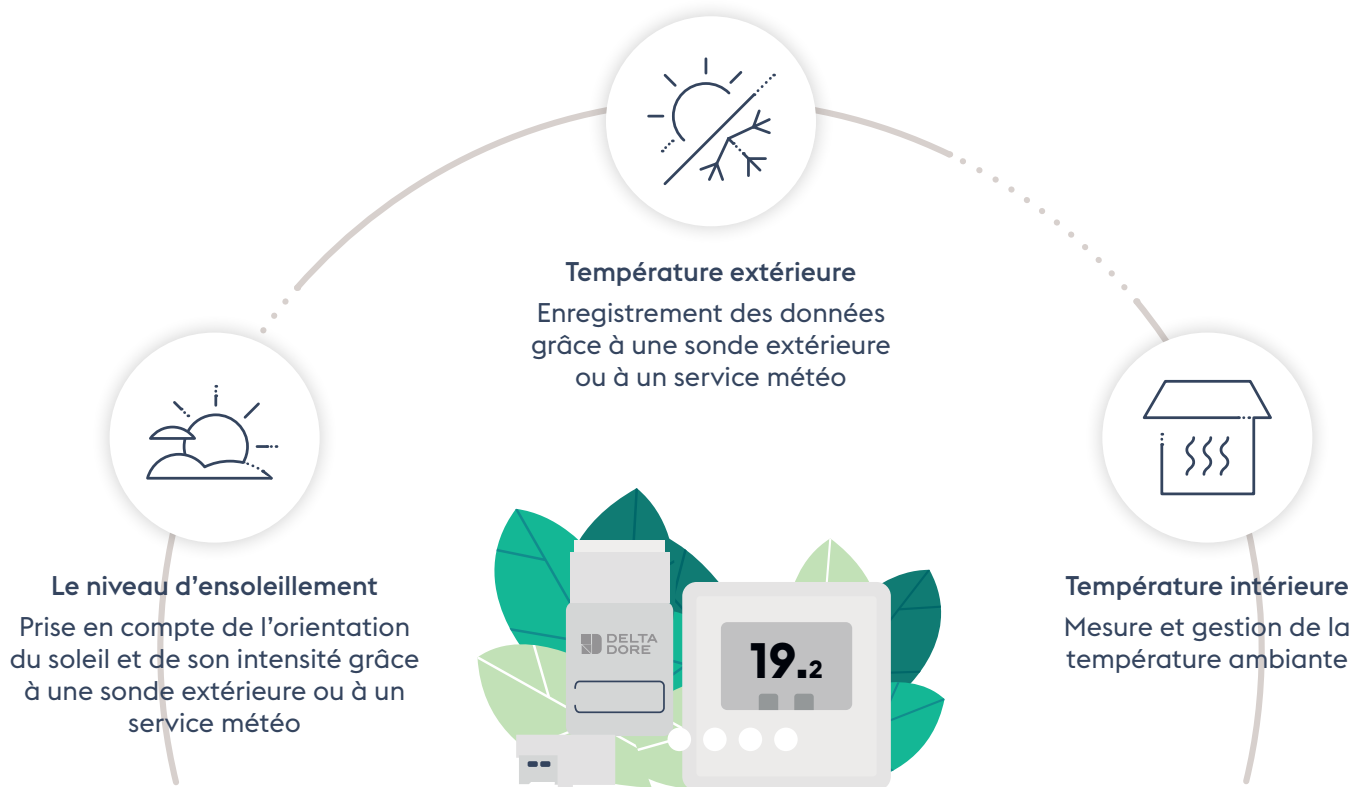 Température extérieure
Enregistrement des données
grâce à une sonde extérieure
ou à un service météo
Le niveau d’ensoleillement
Prise en compte de l’orientation
du soleil et de son intensité grâce
à une sonde extérieure ou à un
service météo
DELTA
DORE
19.2
Température intérieure
Mesure et gestion de la
température ambiante